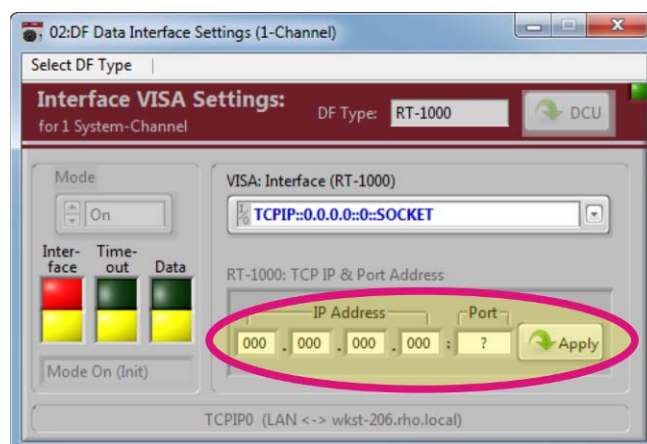 02:DF Data Interface Settings (1-Channel)
Select DF Type
Interface VISA Settings:
for 1 System-Channel
DF Type: RT-1000
DCU
Mode
On
Inter-face Time-out Data
Mode On (Init)
VISA: Interface (RT-1000)
I/O TCPIP::0.0.0.0::0::SOCKET
RT-1000: TCP IP & Port Address
IP Address Port
000 . 000 . 000 . 000 : ? Apply
TCPIP0 (LAN <-> wkst-206.rho.local)